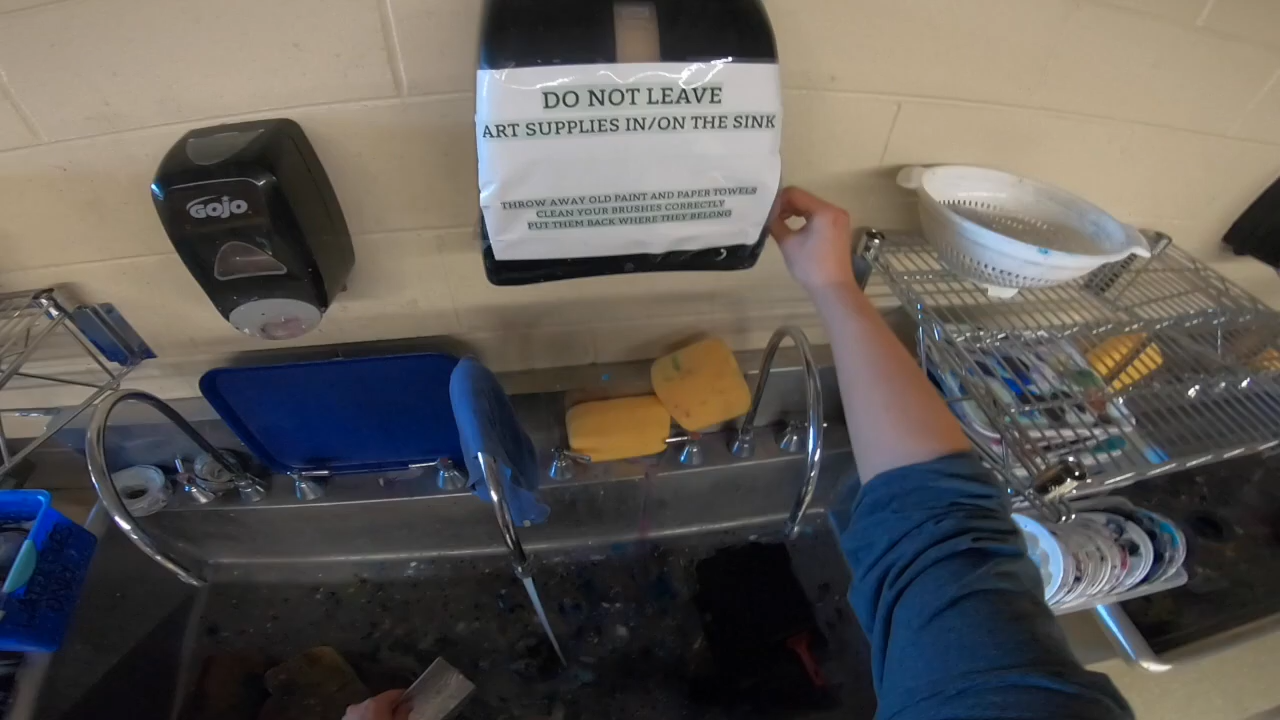 DO NOT LEAVE
ART SUPPLIES IN/ON THE SINK
THROW AWAY OLD PAINT AND PAPER TOWELS
CLEAN YOUR BRUSHES CORRECTLY
PUT THEM BACK WHERE THEY BELONG
GOJO